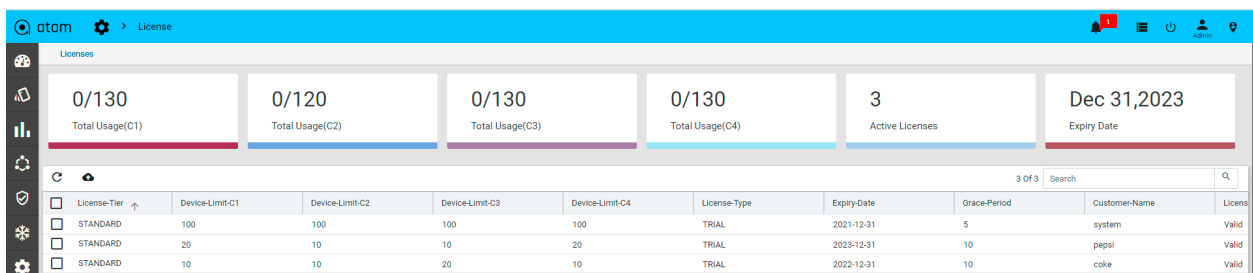 atom > License 1 Admin
Licenses
0/130 0/120 0/130 0/130 3 Dec 31,2023
Total Usage(C1) Total Usage(C2) Total Usage(C3) Total Usage(C4) Active Licenses Expiry Date
3 Of 3 Search
License-Tier Device-Limit-C1 Device-Limit-C2 Device-Limit-C3 Device-Limit-C4 License-Type Expiry-Date Grace-Period Customer-Name Licens
STANDARD 100 100 100 100 TRIAL 2021-12-31 5 system Valid
STANDARD 20 10 10 20 TRIAL 2023-12-31 10 pepsi Valid
STANDARD 10 10 20 10 TRIAL 2022-12-31 10 coke Valid